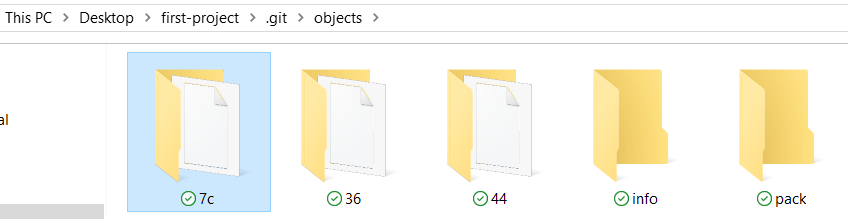 This PC > Desktop > first-project > .git > objects >
al
7c 36 44 info pack